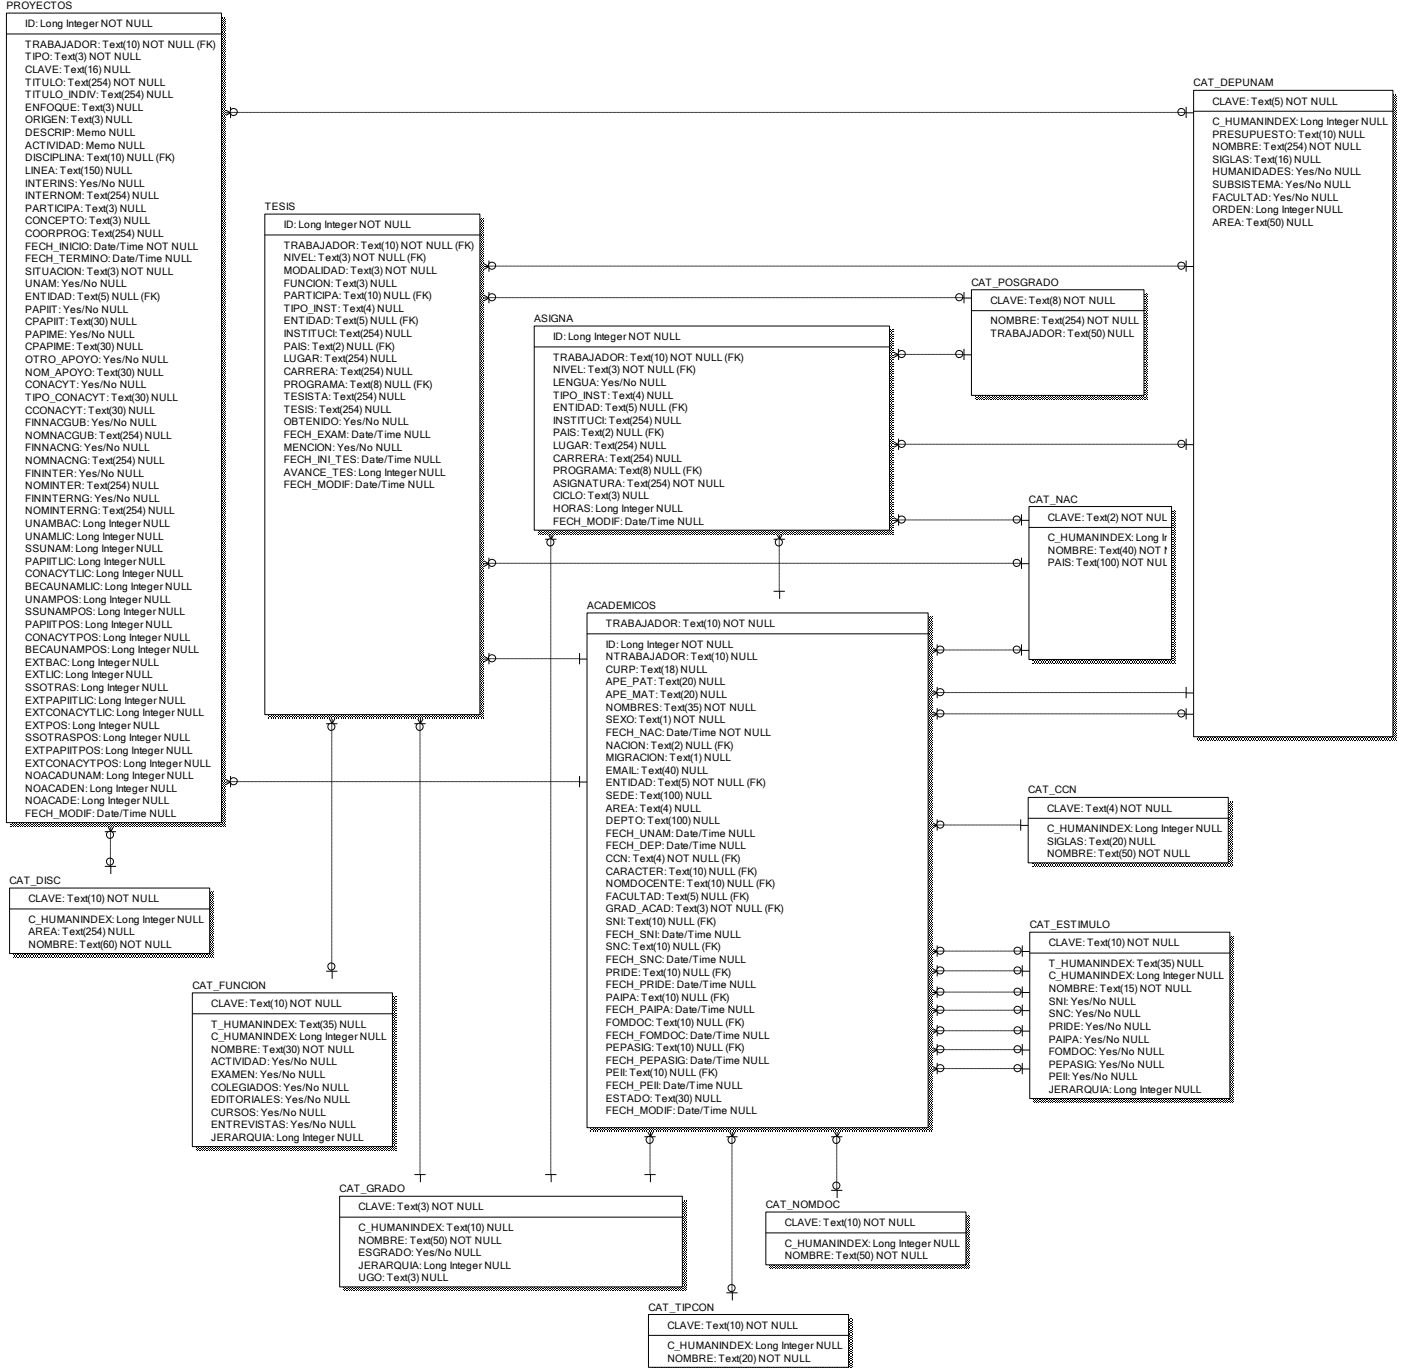 PROYECTOS
ID: Long Integer NOT NULL
TRABAJADOR: Text(10) NOT NULL (FK)
TIPO: Text(3) NOT NULL
CLAVE: Text(16) NULL
TITULO: Text(254) NOT NULL
TITULO_INDIV: Text(254) NULL
ENFOQUE: Text(3) NULL
ORIGEN: Text(3) NULL
DESCRIP: Memo NULL
ACTIVIDAD: Memo NULL
DISCIPLINA: Text(10) NULL (FK)
LINEA: Text(150) NULL
INTERINS: Yes/No NULL
INTERNOM: Text(254) NULL
PARTICIPA: Text(3) NULL
CONCEPTO: Text(3) NULL
COORPROG: Text(254) NULL
FECH_INICIO: Date/Time NOT NULL
FECH_TERMINO: Date/Time NULL
SITUACION: Text(3) NOT NULL
UNAM: Yes/No NULL
ENTIDAD: Text(5) NULL (FK)
PAPIIT: Yes/No NULL
CPAPIIT: Text(30) NULL
PAPIME: Yes/No NULL
CPAPIME: Text(30) NULL
OTRO_APOYO: Yes/No NULL
NOM_APOYO: Text(30) NULL
CONACYT: Yes/No NULL
TIPO_CONACYT: Text(30) NULL
CCONACYT: Text(30) NULL
FINNACGUB: Yes/No NULL
NOMNACGUB: Text(254) NULL
FINNACNG: Yes/No NULL
NOMNACNG: Text(254) NULL
FININTER: Yes/No NULL
NOMINTER: Text(254) NULL
FININTERNG: Yes/No NULL
NOMINTERNG: Text(254) NULL
UNAMBAC: Long Integer NULL
UNAMLIC: Long Integer NULL
SSUNAM: Long Integer NULL
PAPIITLIC: Long Integer NULL
CONACYTLIC: Long Integer NULL
BECAUNAMLIC: Long Integer NULL
UNAMPOS: Long Integer NULL
SSUNAMPOS: Long Integer NULL
PAPIITPOS: Long Integer NULL
CONACYTPOS: Long Integer NULL
BECAUNAMPOS: Long Integer NULL
EXTBAC: Long Integer NULL
EXTLIC: Long Integer NULL
SSOTRAS: Long Integer NULL
EXTPAPIITLIC: Long Integer NULL
EXTCONACYTLIC: Long Integer NULL
EXTPOS: Long Integer NULL
SSOTRASPOS: Long Integer NULL
EXTPAPIITPOS: Long Integer NULL
EXTCONACYTPOS: Long Integer NULL
NOACADUNAM: Long Integer NULL
NOACADEN: Long Integer NULL
NOACADE: Long Integer NULL
FECH_MODIF: Date/Time NULL
CAT_DEPUNAM
CLAVE: Text(5) NOT NULL
C_HUMANINDEX: Long Integer NULL
PRESUPUESTO: Text(10) NULL
NOMBRE: Text(254) NOT NULL
SIGLAS: Text(16) NULL
HUMANIDADES: Yes/No NULL
SUBSISTEMA: Yes/No NULL
FACULTAD: Yes/No NULL
ORDEN: Long Integer NULL
AREA: Text(50) NULL
TESIS
ID: Long Integer NOT NULL
TRABAJADOR: Text(10) NOT NULL (FK)
NIVEL: Text(3) NOT NULL (FK)
MODALIDAD: Text(3) NOT NULL
FUNCION: Text(3) NULL
PARTICIPA: Text(10) NULL (FK)
TIPO_INST: Text(4) NULL
ENTIDAD: Text(5) NULL (FK)
INSTITUCI: Text(254) NULL
PAIS: Text(2) NULL (FK)
LUGAR: Text(254) NULL
CARRERA: Text(254) NULL
PROGRAMA: Text(8) NULL (FK)
TESISTA: Text(254) NULL
TESIS: Text(254) NULL
OBTENIDO: Yes/No NULL
FECH_EXAM: Date/Time NULL
MENCION: Yes/No NULL
FECH_INI_TES: Date/Time NULL
AVANCE_TES: Long Integer NULL
FECH_MODIF: Date/Time NULL
CAT_POSGRADO
CLAVE: Text(8) NOT NULL
NOMBRE: Text(254) NOT NULL
TRABAJADOR: Text(50) NULL
ASIGNA
ID: Long Integer NOT NULL
TRABAJADOR: Text(10) NOT NULL (FK)
NIVEL: Text(3) NOT NULL (FK)
LENGUA: Yes/No NULL
TIPO_INST: Text(4) NULL
ENTIDAD: Text(5) NULL (FK)
INSTITUCI: Text(254) NULL
PAIS: Text(2) NULL (FK)
LUGAR: Text(254) NULL
CARRERA: Text(254) NULL
PROGRAMA: Text(8) NULL (FK)
ASIGNATURA: Text(254) NOT NULL
CICLO: Text(3) NULL
HORAS: Long Integer NULL
FECH_MODIF: Date/Time NULL
CAT_NAC
CLAVE: Text(2) NOT NUL
C_HUMANINDEX: Long
NOMBRE: Text(40) NOT
PAIS: Text(100) NOT NUL
ACADEMICOS
TRABAJADOR: Text(10) NOT NULL
ID: Long Integer NOT NULL
NTRABAJADOR: Text(10) NULL
CURP: Text(18) NULL
APE_PAT: Text(20) NULL
APE_MAT: Text(20) NULL
NOMBRES: Text(35) NOT NULL
SEXO: Text(1) NOT NULL
FECH_NAC: Date/Time NOT NULL
NACION: Text(2) NULL (FK)
MIGRACION: Text(1) NULL
EMAIL: Text(40) NULL
ENTIDAD: Text(5) NOT NULL (FK)
SEDE: Text(100) NULL
AREA: Text(4) NULL
DEPTO: Text(100) NULL
FECH_UNAM: Date/Time NULL
FECH_DEP: Date/Time NULL
CCN: Text(4) NOT NULL (FK)
CARACTER: Text(10) NULL (FK)
NOMDOCENTE: Text(10) NULL (FK)
FACULTAD: Text(5) NULL (FK)
GRAD_ACAD: Text(3) NOT NULL (FK)
SNI: Text(10) NULL (FK)
FECH_SNI: Date/Time NULL
SNC: Text(10) NULL (FK)
FECH_SNC: Date/Time NULL
PRIDE: Text(10) NULL (FK)
FECH_PRIDE: Date/Time NULL
PAIPA: Text(10) NULL (FK)
FECH_PAIPA: Date/Time NULL
FOMDOC: Text(10) NULL (FK)
FECH_FOMDOC: Date/Time NULL
PEPASIG: Text(10) NULL (FK)
FECH_PEPASIG: Date/Time NULL
PEII: Text(10) NULL (FK)
FECH_PEII: Date/Time NULL
ESTADO: Text(30) NULL
FECH_MODIF: Date/Time NULL
CAT_CCN
CLAVE: Text(4) NOT NULL
C_HUMANINDEX: Long Integer NULL
SIGLAS: Text(20) NULL
NOMBRE: Text(50) NOT NULL
CAT_DISC
CLAVE: Text(10) NOT NULL
C_HUMANINDEX: Long Integer NULL
AREA: Text(254) NULL
NOMBRE: Text(60) NOT NULL
CAT_ESTIMULO
CLAVE: Text(10) NOT NULL
T_HUMANINDEX: Text(35) NULL
C_HUMANINDEX: Long Integer NULL
NOMBRE: Text(15) NOT NULL
SNI: Yes/No NULL
SNC: Yes/No NULL
PRIDE: Yes/No NULL
PAIPA: Yes/No NULL
FOMDOC: Yes/No NULL
PEPASIG: Yes/No NULL
PEII: Yes/No NULL
JERARQUIA: Long Integer NULL
CAT_FUNCION
CLAVE: Text(10) NOT NULL
T_HUMANINDEX: Text(35) NULL
C_HUMANINDEX: Long Integer NULL
NOMBRE: Text(30) NOT NULL
ACTIVIDAD: Yes/No NULL
EXAMEN: Yes/No NULL
COLEGIADOS: Yes/No NULL
EDITORIALES: Yes/No NULL
CURSOS: Yes/No NULL
ENTREVISTAS: Yes/No NULL
JERARQUIA: Long Integer NULL
CAT_GRADO
CLAVE: Text(3) NOT NULL
C_HUMANINDEX: Text(10) NULL
NOMBRE: Text(50) NOT NULL
ESGRADO: Yes/No NULL
JERARQUIA: Long Integer NULL
UGO: Text(3) NULL
CAT_NOMDOC
CLAVE: Text(10) NOT NULL
C_HUMANINDEX: Long Integer NULL
NOMBRE: Text(50) NOT NULL
CAT_TIPCON
CLAVE: Text(10) NOT NULL
C_HUMANINDEX: Long Integer NULL
NOMBRE: Text(20) NOT NULL